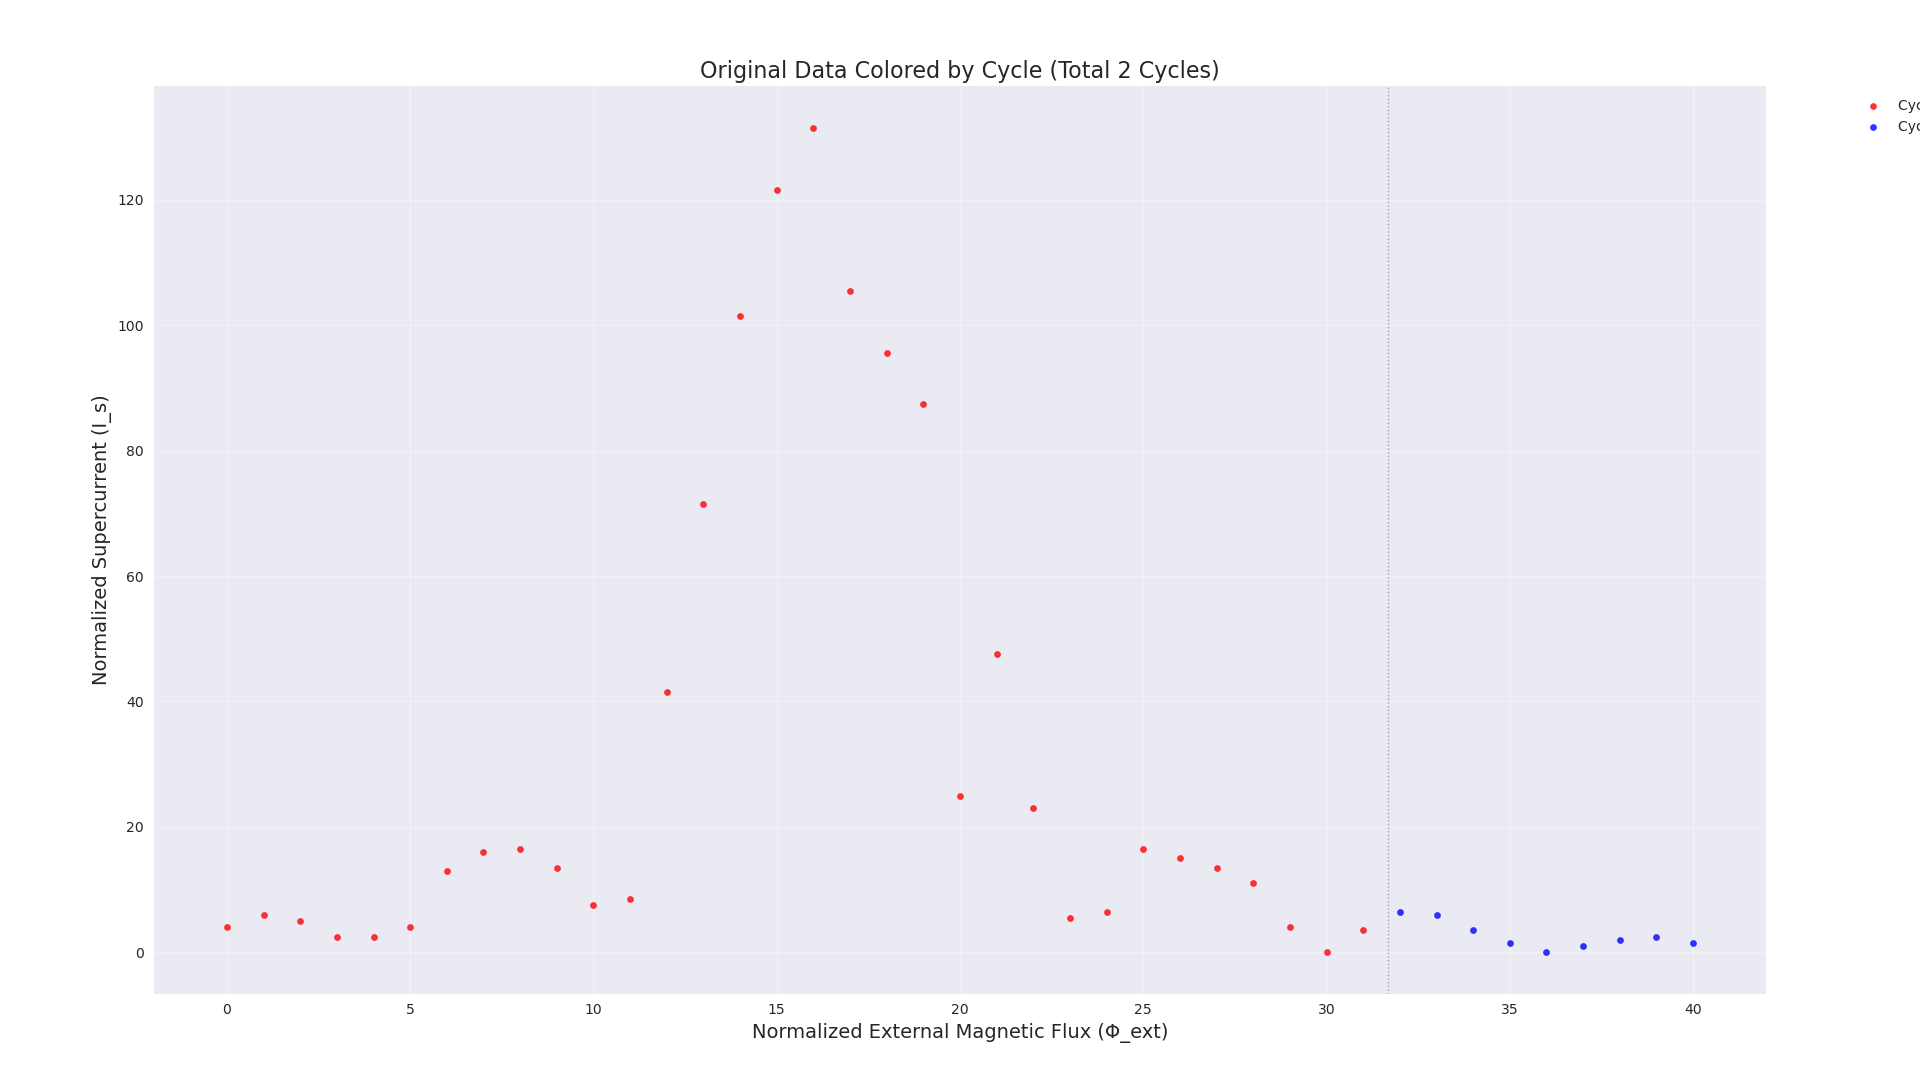 Original Data Colored by Cycle (Total 2 Cycles)
Cyc
Cyc
120
100
80
60
40
20
0
Normalized Supercurrent (I_s)
0 5 10 15 20 25 30 35 40
Normalized External Magnetic Flux (Φ_ext)